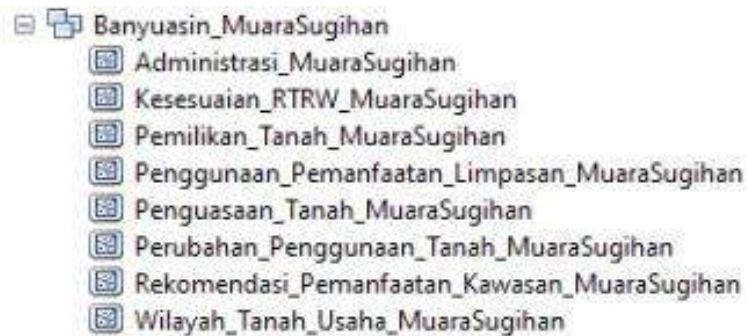 Banyuasin_MuaraSugihan
Administrasi_MuaraSugihan
Kesesuaian_RTRW_MuaraSugihan
Pemilikan_Tanah_MuaraSugihan
Penggunaan_Pemanfaatan_Limpasan_MuaraSugihan
Penguasaan_Tanah_MuaraSugihan
Perubahan_Penggunaan_Tanah_MuaraSugihan
Rekomendasi_Pemanfaatan_Kawasan_MuaraSugihan
Wilayah_Tanah_Usaha_MuaraSugihan